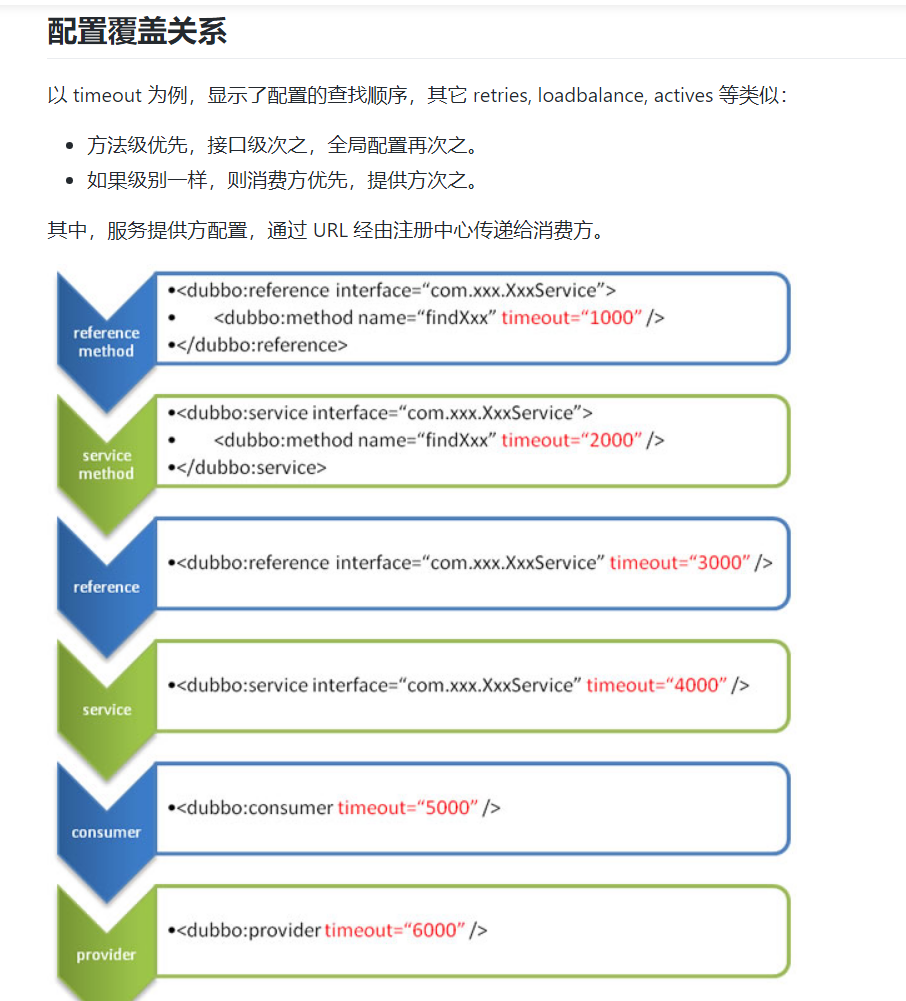 配置覆盖关系
以 timeout 为例，显示了配置的查找顺序，其它 retries, loadbalance, actives 等类似：
• 方法级优先，接口级次之，全局配置再次之。
• 如果级别一样，则消费方优先，提供方次之。
其中，服务提供方配置，通过 URL 经由注册中心传递给消费方。
reference
method
•<dubbo:reference interface=“com.xxx.XxxService”>
• <dubbo:method name=“findXxx” timeout=“1000” />
•</dubbo:reference>
service
method
•<dubbo:service interface=“com.xxx.XxxService”>
• <dubbo:method name=“findXxx” timeout=“2000” />
•</dubbo:service>
reference
•<dubbo:reference interface=“com.xxx.XxxService” timeout=“3000” />
service
•<dubbo:service interface=“com.xxx.XxxService” timeout=“4000” />
consumer
•<dubbo:consumer timeout=“5000” />
provider
•<dubbo:provider timeout=“6000” />